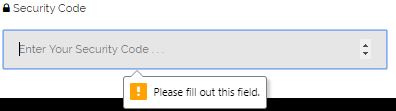 Security Code
Enter Your Security Code . . .
Please fill out this field.